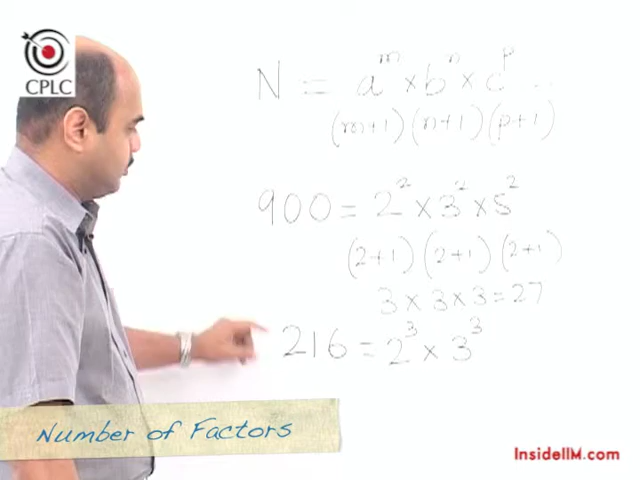 CPLC
N = a^m × b^n × c^p ...
(m+1) (n+1) (p+1)
900 = 2^2 × 3^2 × 5^2
(2+1) (2+1) (2+1)
3 × 3 × 3 = 27
216 = 2^3 × 3^3
Number of Factors
InsideIIM.com